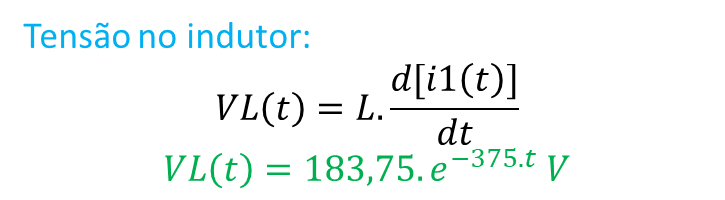 Tensão no indutor:
VL(t) = L. d[i1(t)]/dt
VL(t) = 183,75. e^{-375.t} V